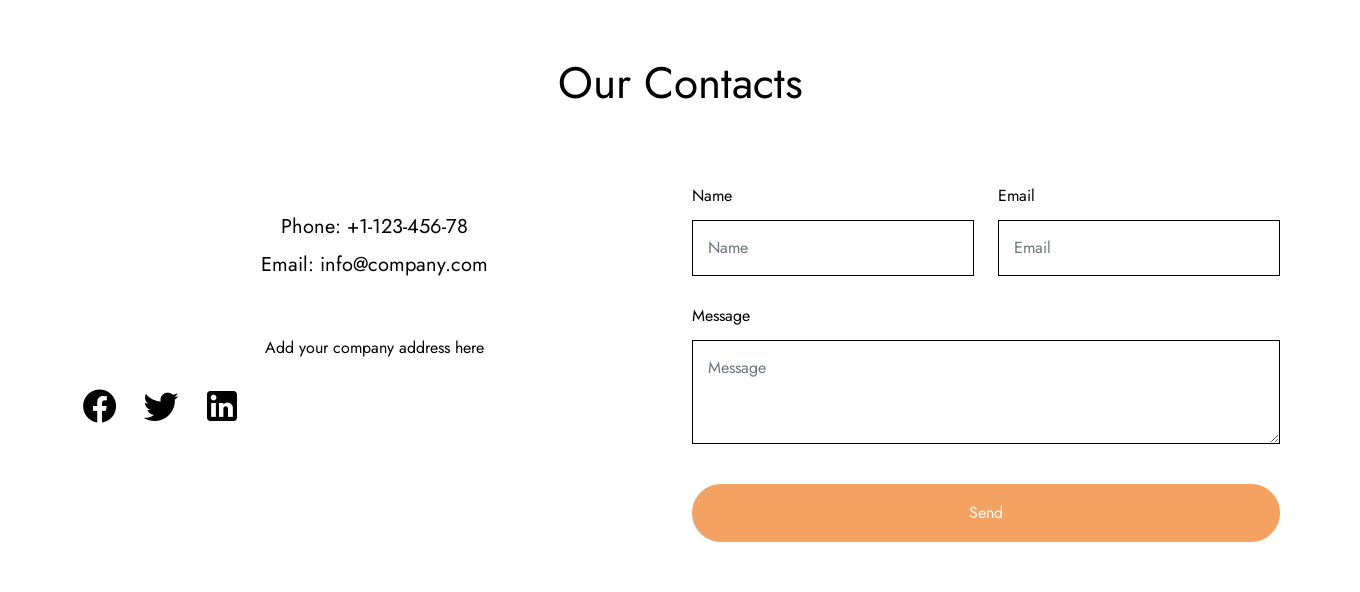 Our Contacts
Phone: +1-123-456-78
Email: info@company.com
Add your company address here
Name
Email
Name
Email
Message
Message
Send